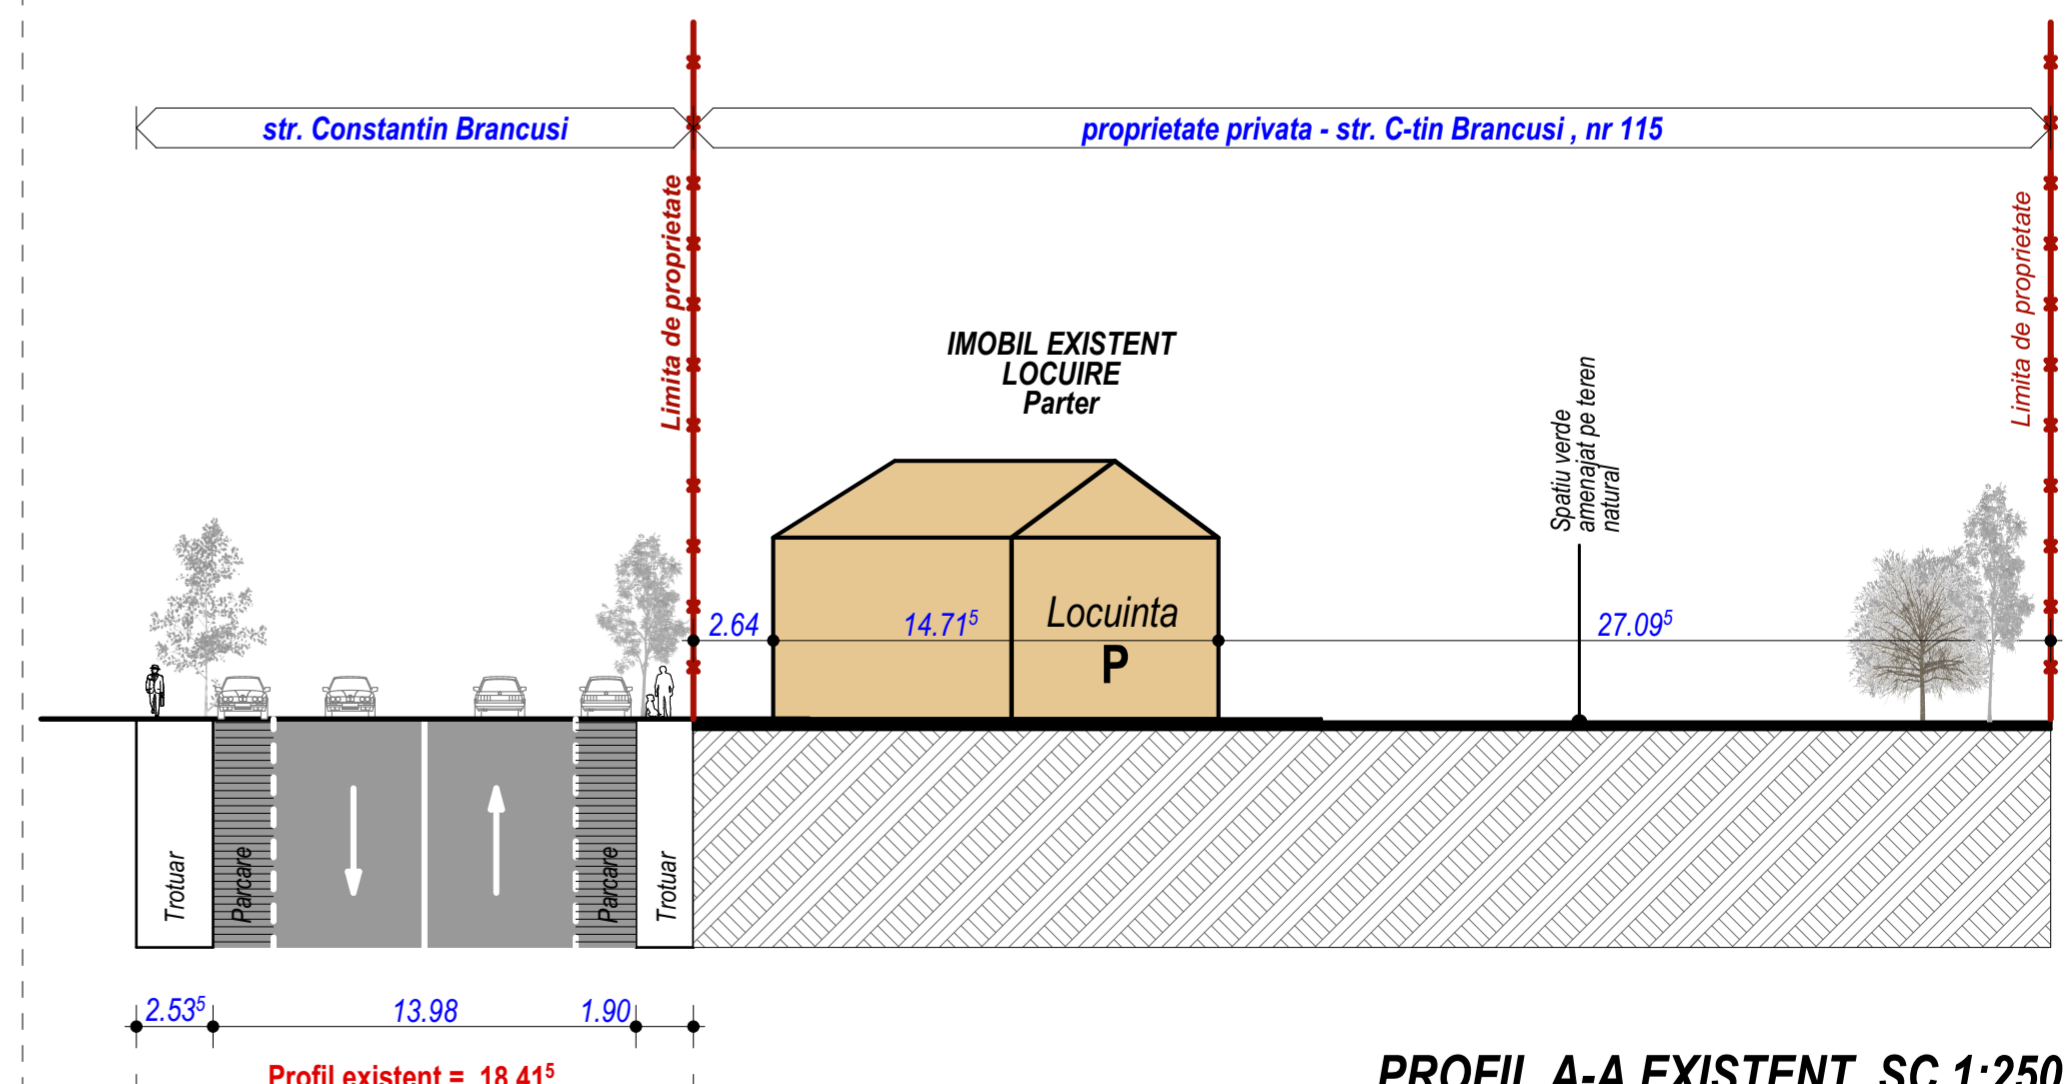 str. Constantin Brancusi
proprietate privata - str. C-tin Brancusi , nr 115
Limita de proprietate
Limita de proprietate
IMOBIL EXISTENT
LOCUIRE
Parter
Spatiu verde
amenajat pe teren
natural
2.64
14.71⁵
Locuinta
P
27.09⁵
Trotuar
Parcare
Parcare
Trotuar
2.53⁵
13.98
1.90
Profil existent = 18.41⁵
PROFIL A-A EXISTENT SC 1:250